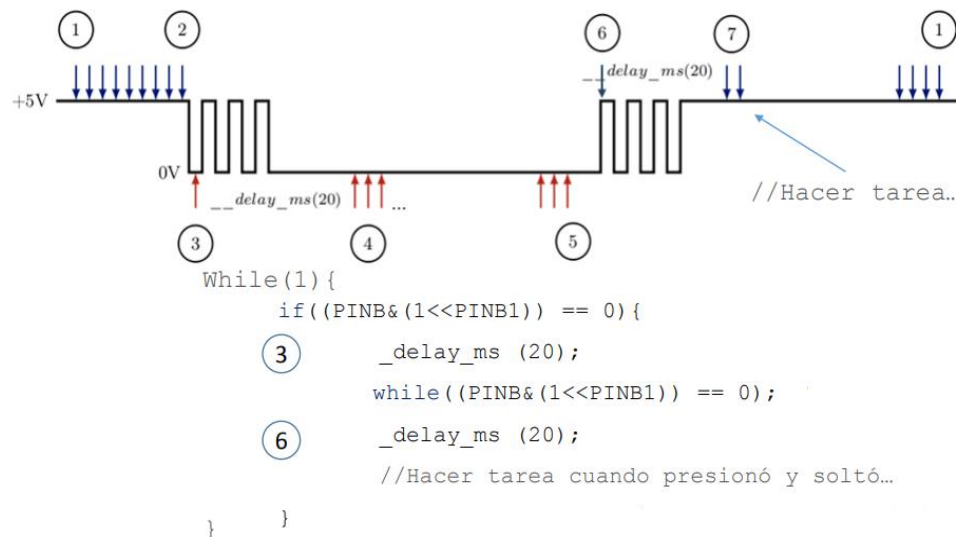 1 2 6 7 1
__delay_ms(20)
+5V
0V
//Hacer tarea…
__delay_ms(20) ...
3 4 5
While(1){
if((PINB&(1<<PINB1)) == 0){
3 _delay_ms (20);
while((PINB&(1<<PINB1)) == 0);
6 _delay_ms (20);
//Hacer tarea cuando presionó y soltó…
}
}